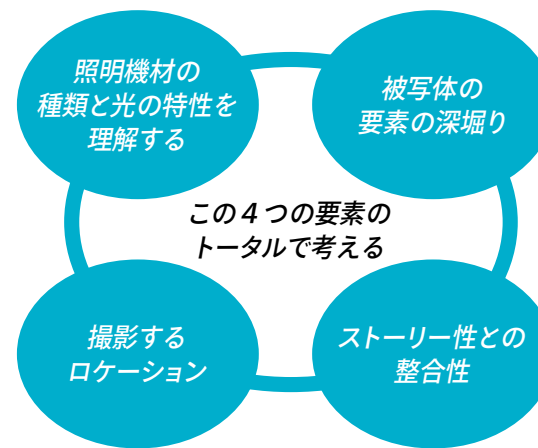 照明機材の
種類と光の特性を
理解する
被写体の
要素の深堀り
この4つの要素の
トータルで考える
撮影する
ロケーション
ストーリー性との
整合性